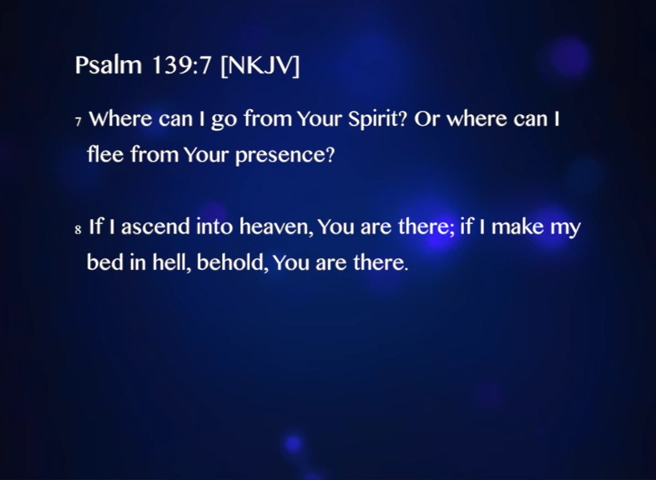 Psalm 139:7 [NKJV]
7 Where can I go from Your Spirit? Or where can I
flee from Your presence?
8 If I ascend into heaven, You are there; if I make my
bed in hell, behold, You are there.